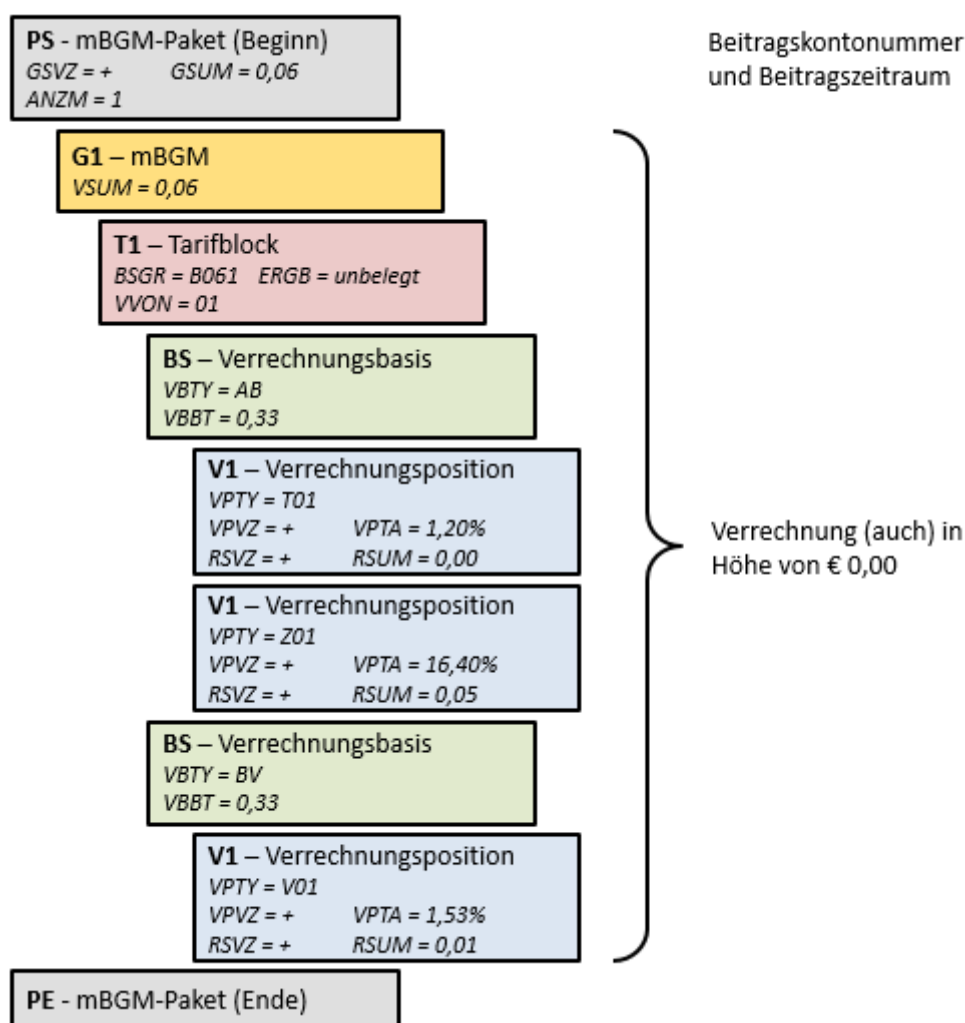 PS - mBGM-Paket (Beginn)
GSVZ = + GSUM = 0,06
ANZM = 1
Beitragskontonummer
und Beitragszeitraum
G1 – mBGM
VSUM = 0,06
T1 – Tarifblock
BSGR = B061 ERGB = unbelegt
VVON = 01
BS – Verrechnungsbasis
VBTY = AB
VBBT = 0,33
V1 – Verrechnungsposition
VPTY = T01
VPVZ = + VPTA = 1,20%
RSVZ = + RSUM = 0,00
Verrechnung (auch) in
Höhe von € 0,00
V1 – Verrechnungsposition
VPTY = Z01
VPVZ = + VPTA = 16,40%
RSVZ = + RSUM = 0,05
BS – Verrechnungsbasis
VBTY = BV
VBBT = 0,33
V1 – Verrechnungsposition
VPTY = V01
VPVZ = + VPTA = 1,53%
RSVZ = + RSUM = 0,01
PE - mBGM-Paket (Ende)